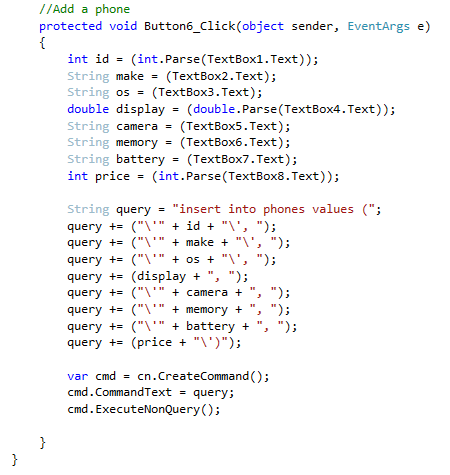 //Add a phone
protected void Button6_Click(object sender, EventArgs e)
{
int id = (int.Parse(TextBox1.Text));
String make = (TextBox2.Text);
String os = (TextBox3.Text);
double display = (double.Parse(TextBox4.Text));
String camera = (TextBox5.Text);
String memory = (TextBox6.Text);
String battery = (TextBox7.Text);
int price = (int.Parse(TextBox8.Text));
String query = "insert into phones values (";
query += ("\'" + id + "\', ");
query += ("\'" + make + "\', ");
query += ("\'" + os + "\', ");
query += (display + ", ");
query += ("\'" + camera + ", ");
query += ("\'" + memory + ", ");
query += ("\'" + battery + ", ");
query += (price + "\')");
var cmd = cn.CreateCommand();
cmd.CommandText = query;
cmd.ExecuteNonQuery();
}
}